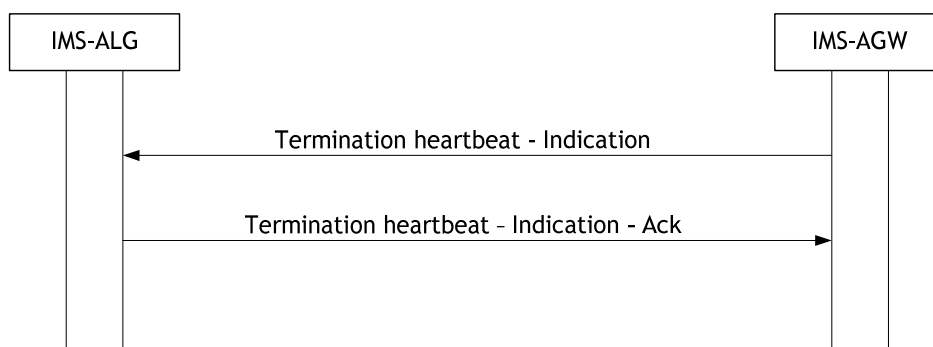 IMS-ALG
IMS-AGW
Termination heartbeat - Indication
Termination heartbeat – Indication - Ack